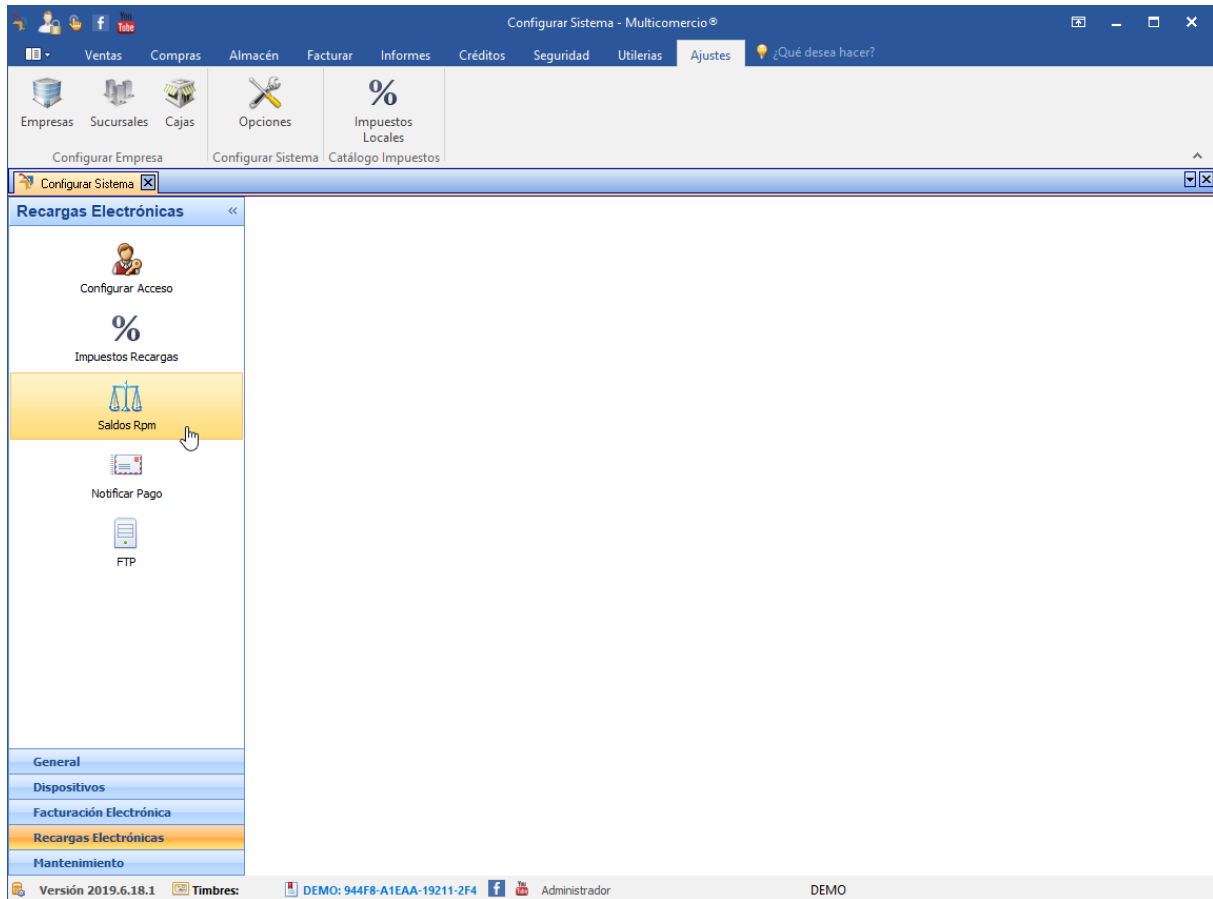 You Tube
Configurar Sistema - Multicomercio®
Ventas Compras Almacén Facturar Informes Créditos Seguridad Utilerias Ajustes ¿Qué desea hacer?
%
Empresas Sucursales Cajas Opciones Impuestos Locales
Configurar Empresa Configurar Sistema Catálogo Impuestos
Configurar Sistema
Recargas Electrónicas «
Configurar Acceso
%
Impuestos Recargas
Saldos Rpm
Notificar Pago
FTP
General
Dispositivos
Facturación Electrónica
Recargas Electrónicas
Mantenimiento
Versión 2019.6.18.1 Timbres: DEMO: 944F8-A1EAA-19211-2F4 f You Administrador DEMO